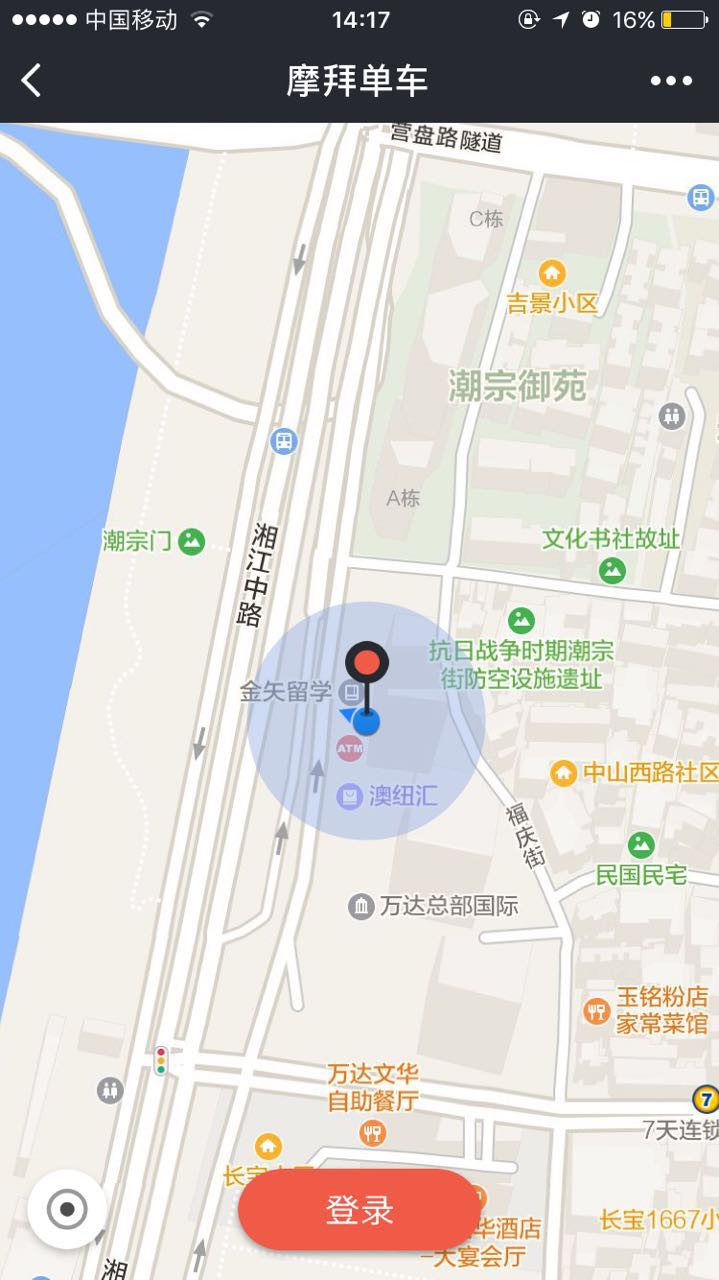 中国移动
14:17
16%
摩拜单车
营盘路隧道
C栋
吉景小区
潮宗御苑
A栋
潮宗门
湘江中路
文化书社故址
抗日战争时期潮宗
街防空设施遗址
金矢留学
ATM
澳纽汇
中山西路社区
福庆街
民国民宅
万达总部国际
玉铭粉店
家常菜馆
万达文华
自助餐厅
7
7天连锁
登录
华酒店
大宴会厅
长宝1667小
湘